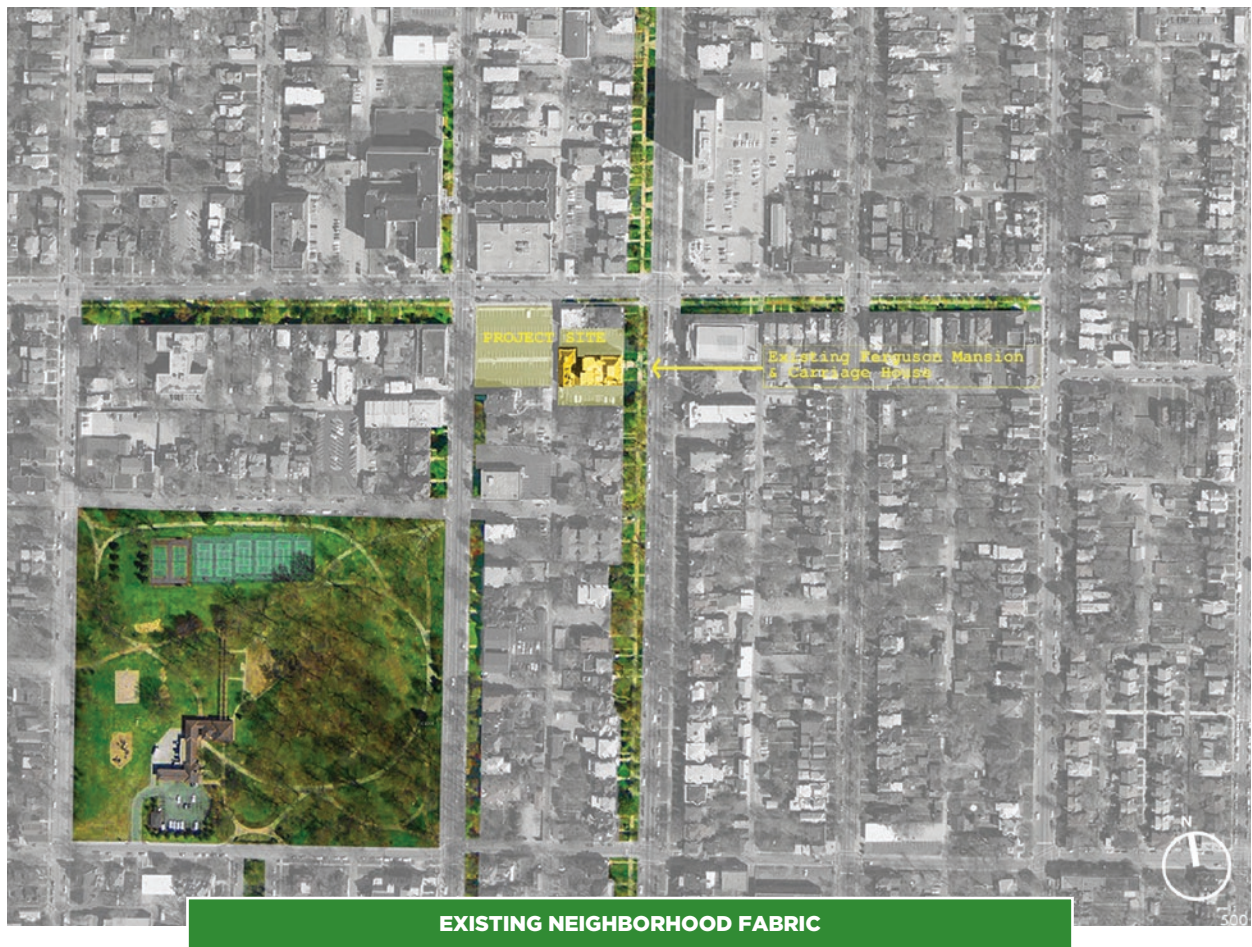 PROJECT SITE
Existing Ferguson Mansion
& Carriage House
N
500
EXISTING NEIGHBORHOOD FABRIC